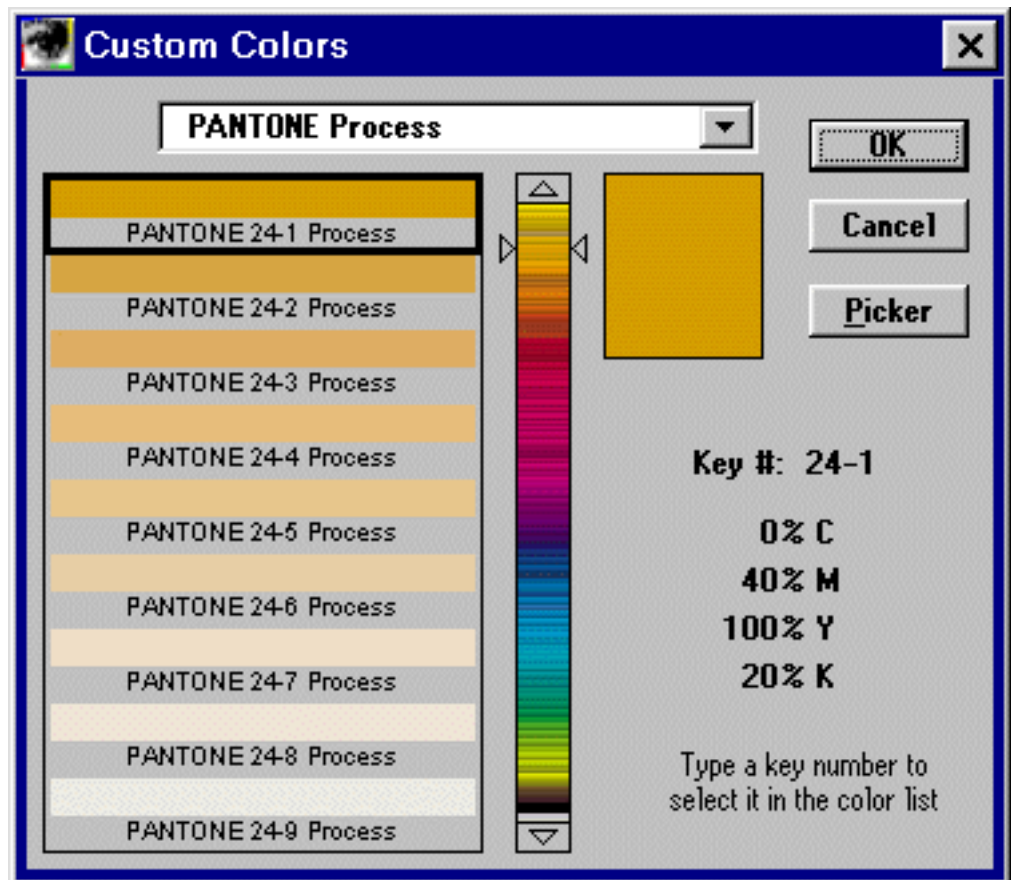 Custom Colors
PANTONE Process
OK
Cancel
Picker
PANTONE 24-1 Process
PANTONE 24-2 Process
PANTONE 24-3 Process
PANTONE 24-4 Process
PANTONE 24-5 Process
PANTONE 24-6 Process
PANTONE 24-7 Process
PANTONE 24-8 Process
PANTONE 24-9 Process
Key #: 24-1
0% C
40% M
100% Y
20% K
Type a key number to
select it in the color list